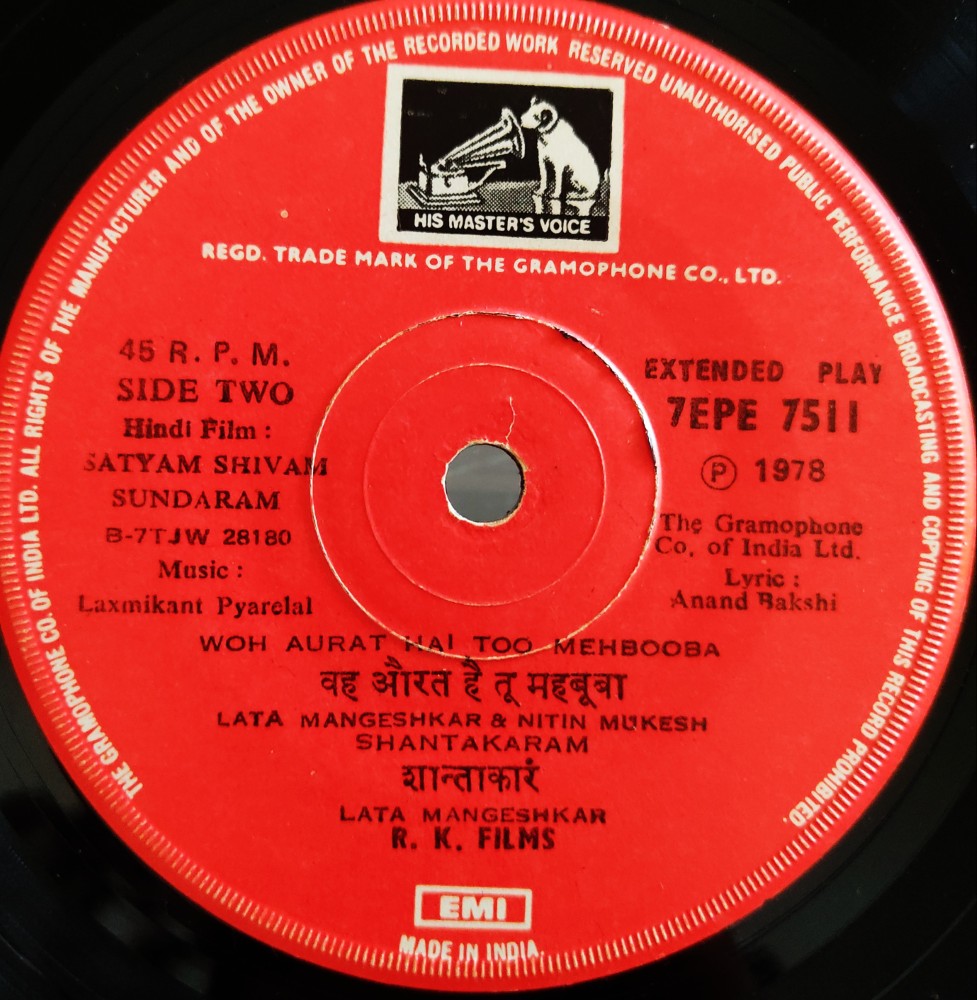 THE GRAMOPHONE CO. OF INDIA LTD. ALL RIGHTS OF THE MANUFACTURER AND OF THE OWNER OF THE RECORDED WORK RESERVED UNAUTHORISED PUBLIC PERFORMANCE BROADCASTING AND COPYING OF THIS RECORD PROHIBITED.
HIS MASTER'S VOICE
REGD. TRADE MARK OF THE GRAMOPHONE CO., LTD.
45 R. P. M.
SIDE TWO
Hindi Film :
SATYAM SHIVAM
SUNDARAM
B-7TJW 28180
Music :
Laxmikant Pyarelal
EXTENDED PLAY
7EPE 7511
Ⓟ 1978
The Gramophone
Co. of India Ltd.
Lyric :
Anand Bakshi
WOH AURAT HAI TOO MEHBOOBA
वह औरत है तू महबूबा
LATA MANGESHKAR & NITIN MUKESH
SHANTAKARAM
शान्ताकारं
LATA MANGESHKAR
R. K. FILMS
EMI
MADE IN INDIA